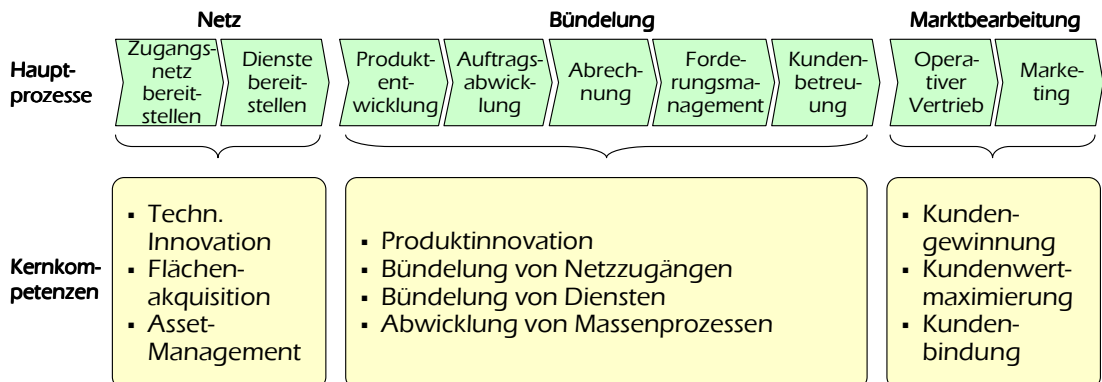 Netz
Bündelung
Marktbearbeitung
Haupt-
prozesse
Zugangs-
netz
bereit-
stellen
Dienste
bereit-
stellen
Produkt-
ent-
wicklung
Auftrags-
abwick-
lung
Abrech-
nung
Forde-
rungsma-
nagement
Kunden-
betreu-
ung
Opera-
tiver
Vertrieb
Marke-
ting
Kernkom-
petenzen
▪ Techn.
Innovation
▪ Flächen-
akquisition
▪ Asset-
Management
▪ Produktinnovation
▪ Bündelung von Netzzugängen
▪ Bündelung von Diensten
▪ Abwicklung von Massenprozessen
▪ Kunden-
gewinnung
▪ Kundenwert-
maximierung
▪ Kunden-
bindung